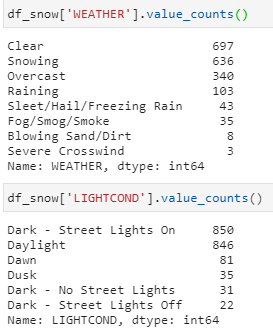 df_snow['WEATHER'].value_counts()
Clear 697
Snowing 636
Overcast 340
Raining 103
Sleet/Hail/Freezing Rain 43
Fog/Smog/Smoke 35
Blowing Sand/Dirt 8
Severe Crosswind 3
Name: WEATHER, dtype: int64
df_snow['LIGHTCOND'].value_counts()
Dark - Street Lights On 850
Daylight 846
Dawn 81
Dusk 35
Dark - No Street Lights 31
Dark - Street Lights Off 22
Name: LIGHTCOND, dtype: int64